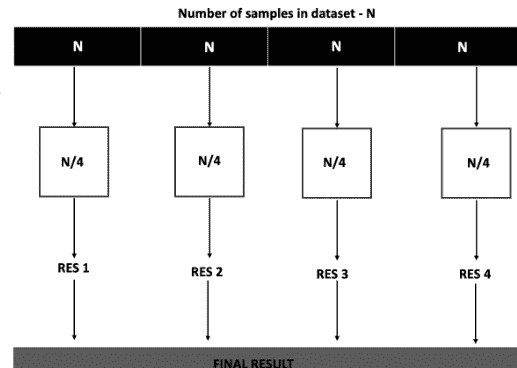 Number of samples in dataset - N
N N N N
N/4 N/4 N/4 N/4
RES 1 RES 2 RES 3 RES 4
FINAL RESULT